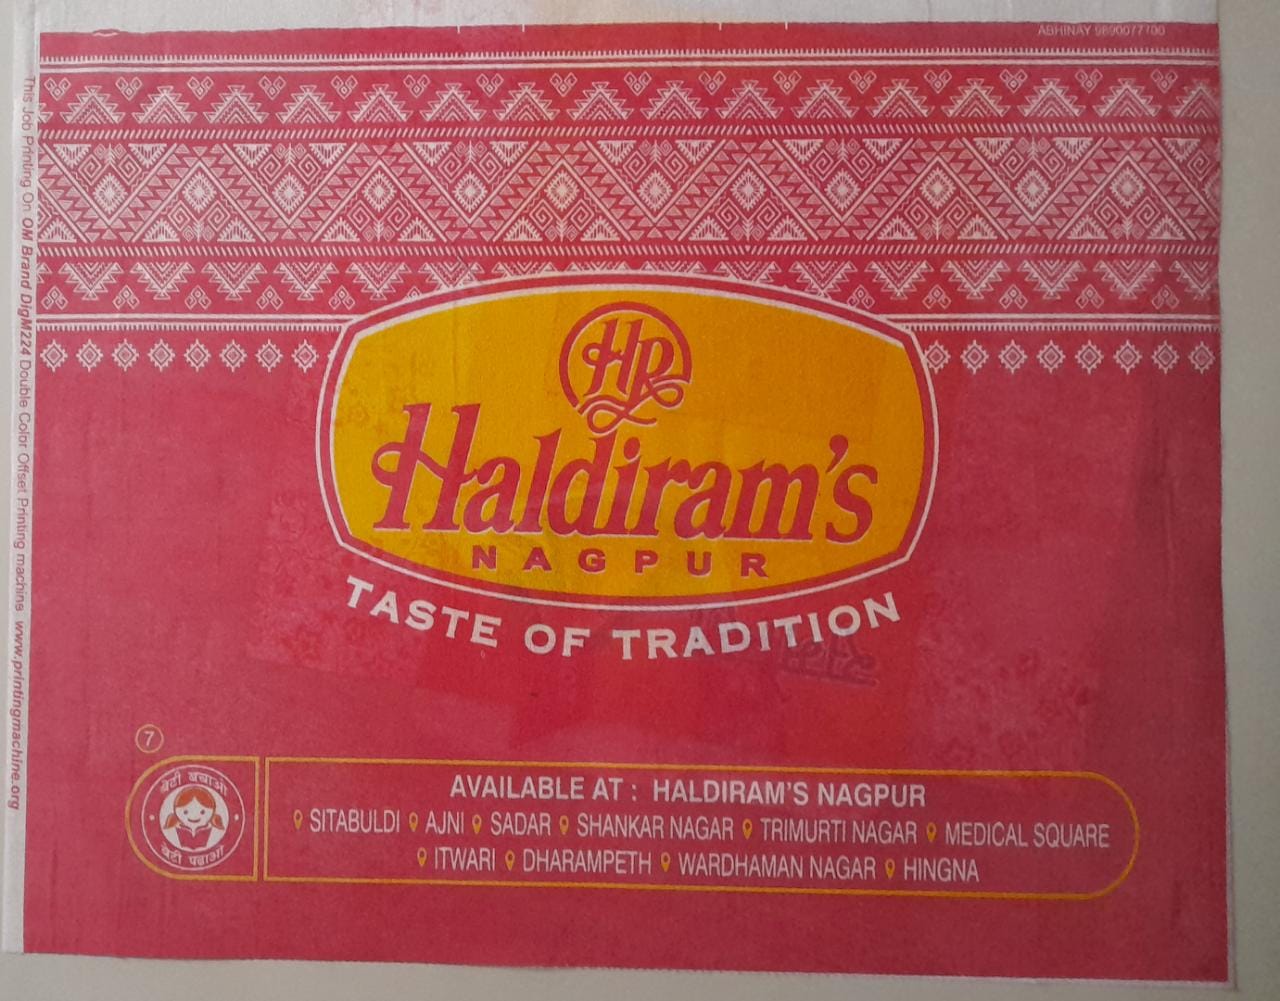 ABHINAY 9890077700
This Job Printing On OM Brand DlgM224 Double Color Offset Printing machine www.printingmachine.org
HR
Haldiram's
NAGPUR
TASTE OF TRADITION
7
बेटी बचाओ
बेटी पढाओ
AVAILABLE AT : HALDIRAM'S NAGPUR
SITABULDI AJNI SADAR SHANKAR NAGAR TRIMURTI NAGAR MEDICAL SQUARE
ITWARI DHARAMPETH WARDHAMAN NAGAR HINGNA